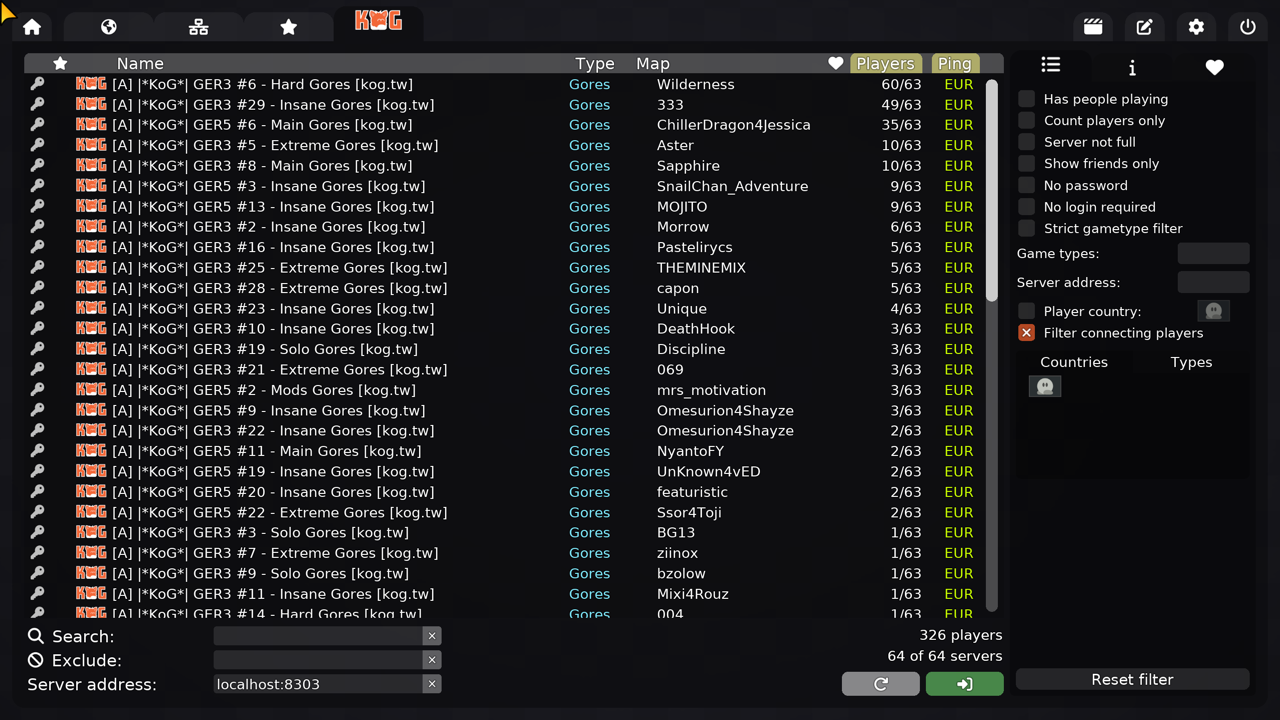 KOG
Name Type Map Players Ping
[A] |*KoG*| GER3 #6 - Hard Gores [kog.tw] Gores Wilderness 60/63 EUR
[A] |*KoG*| GER3 #29 - Insane Gores [kog.tw] Gores 333 49/63 EUR
[A] |*KoG*| GER5 #6 - Main Gores [kog.tw] Gores ChillerDragon4Jessica 35/63 EUR
[A] |*KoG*| GER3 #5 - Extreme Gores [kog.tw] Gores Aster 10/63 EUR
[A] |*KoG*| GER3 #8 - Main Gores [kog.tw] Gores Sapphire 10/63 EUR
[A] |*KoG*| GER5 #3 - Insane Gores [kog.tw] Gores SnailChan_Adventure 9/63 EUR
[A] |*KoG*| GER5 #13 - Insane Gores [kog.tw] Gores MOJITO 9/63 EUR
[A] |*KoG*| GER3 #2 - Insane Gores [kog.tw] Gores Morrow 6/63 EUR
[A] |*KoG*| GER3 #16 - Insane Gores [kog.tw] Gores Pastelirycs 5/63 EUR
[A] |*KoG*| GER3 #25 - Extreme Gores [kog.tw] Gores THEMINEMIX 5/63 EUR
[A] |*KoG*| GER3 #28 - Extreme Gores [kog.tw] Gores capon 5/63 EUR
[A] |*KoG*| GER3 #23 - Insane Gores [kog.tw] Gores Unique 4/63 EUR
[A] |*KoG*| GER3 #10 - Insane Gores [kog.tw] Gores DeathHook 3/63 EUR
[A] |*KoG*| GER3 #19 - Solo Gores [kog.tw] Gores Discipline 3/63 EUR
[A] |*KoG*| GER3 #21 - Extreme Gores [kog.tw] Gores 069 3/63 EUR
[A] |*KoG*| GER5 #2 - Mods Gores [kog.tw] Gores mrs_motivation 3/63 EUR
[A] |*KoG*| GER5 #9 - Insane Gores [kog.tw] Gores Omesurion4Shayze 3/63 EUR
[A] |*KoG*| GER3 #22 - Insane Gores [kog.tw] Gores Omesurion4Shayze 2/63 EUR
[A] |*KoG*| GER5 #11 - Main Gores [kog.tw] Gores NyantoFY 2/63 EUR
[A] |*KoG*| GER5 #19 - Insane Gores [kog.tw] Gores UnKnown4vED 2/63 EUR
[A] |*KoG*| GER5 #20 - Insane Gores [kog.tw] Gores featuristic 2/63 EUR
[A] |*KoG*| GER5 #22 - Extreme Gores [kog.tw] Gores Ssor4Toji 2/63 EUR
[A] |*KoG*| GER3 #3 - Solo Gores [kog.tw] Gores BG13 1/63 EUR
[A] |*KoG*| GER3 #7 - Extreme Gores [kog.tw] Gores ziinox 1/63 EUR
[A] |*KoG*| GER3 #9 - Solo Gores [kog.tw] Gores bzolow 1/63 EUR
[A] |*KoG*| GER3 #11 - Insane Gores [kog.tw] Gores Mixi4Rouz 1/63 EUR
[A] |*KoG*| GER3 #14 - Hard Gores [kog.tw] Gores 004 1/63 EUR
Search:
Exclude:
Server address: localhost:8303
326 players
64 of 64 servers
Has people playing
Count players only
Server not full
Show friends only
No password
No login required
Strict gametype filter
Game types:
Server address:
Player country:
Filter connecting players
Countries Types
Reset filter